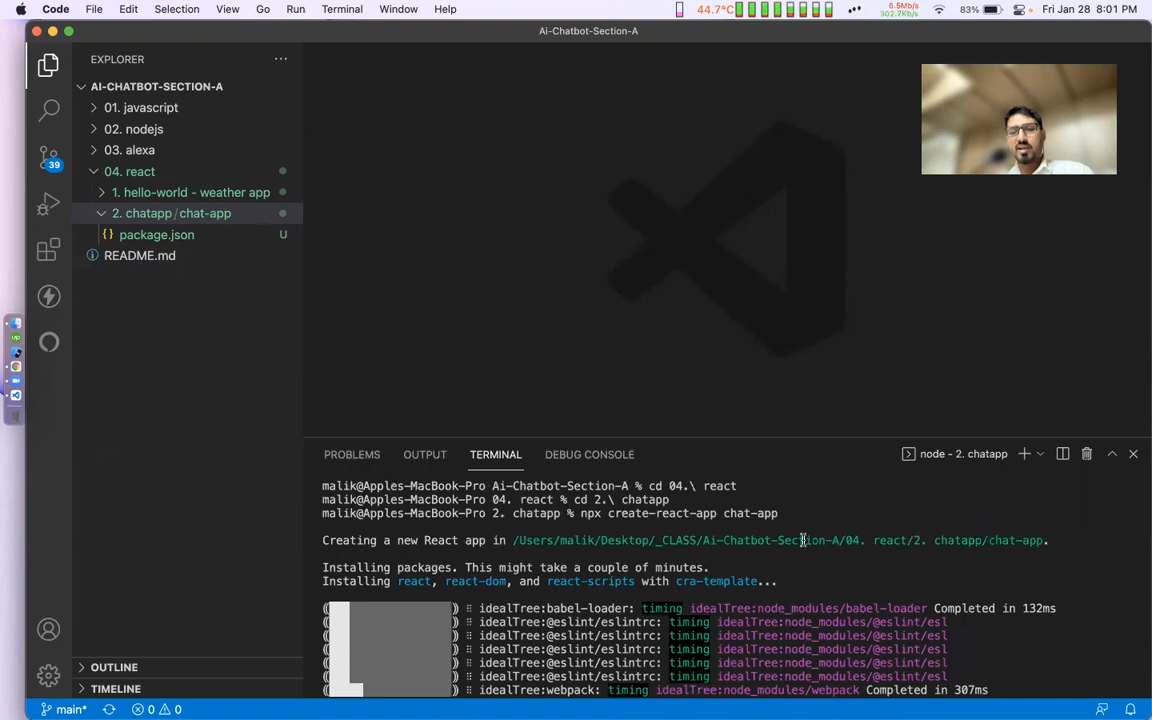 Code File Edit Selection View Go Run Terminal Window Help 44.7°C 6.5Mb/s 302.7Kb/s 83% Fri Jan 28 8:01 PM
Ai-Chatbot-Section-A
EXPLORER
AI-CHATBOT-SECTION-A
01. javascript
02. nodejs
03. alexa
39
04. react
1. hello-world - weather app
2. chatapp/chat-app
{} package.json U
README.md
PROBLEMS OUTPUT TERMINAL DEBUG CONSOLE node - 2. chatapp
malik@Apples-MacBook-Pro Ai-Chatbot-Section-A % cd 04.\ react
malik@Apples-MacBook-Pro 04. react % cd 2.\ chatapp
malik@Apples-MacBook-Pro 2. chatapp % npx create-react-app chat-app
Creating a new React app in /Users/malik/Desktop/_CLASS/Ai-Chatbot-Section-A/04. react/2. chatapp/chat-app.
Installing packages. This might take a couple of minutes.
Installing react, react-dom, and react-scripts with cra-template...
idealTree:babel-loader: timing idealTree:node_modules/babel-loader Completed in 132ms
idealTree:@eslint/eslintrc: timing idealTree:node_modules/@eslint/esl
idealTree:@eslint/eslintrc: timing idealTree:node_modules/@eslint/esl
idealTree:@eslint/eslintrc: timing idealTree:node_modules/@eslint/esl
idealTree:@eslint/eslintrc: timing idealTree:node_modules/@eslint/esl
idealTree:@eslint/eslintrc: timing idealTree:node_modules/@eslint/esl
idealTree:webpack: timing idealTree:node_modules/webpack Completed in 307ms
OUTLINE
TIMELINE
main* 0 0